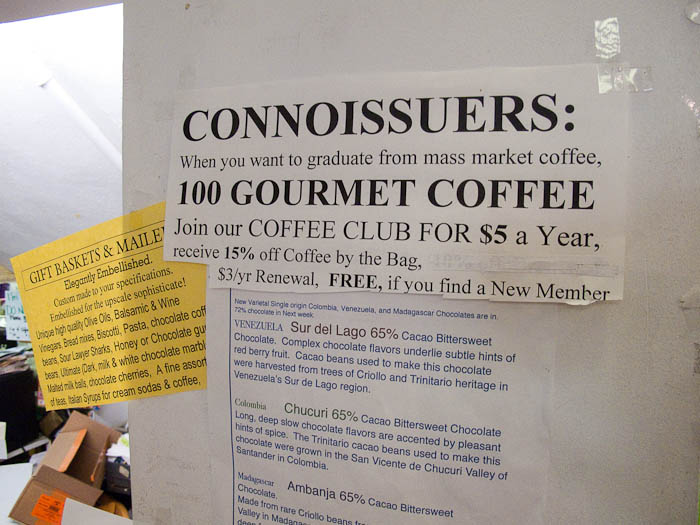 CONNOISSUERS:
When you want to graduate from mass market coffee,
100 GOURMET COFFEE
Join our COFFEE CLUB FOR $5 a Year,
receive 15% off Coffee by the Bag,
$3/yr Renewal, FREE, if you find a New Member
GIFT BASKETS & MAILE
Elegantly Embellished.
Custom made to your specifications.
Embellished for the upscale sophisticate!
Unique high quality Olive Oils, Balsamic & Wine
Vinegars, Bread mixes, Biscotti, Pasta, chocolate coff
beans, Sour Lawyer Sharks, Honey or Chocolate gu
bears, Ultimate Dark, milk & white chocolate marbl
Malted milk balls, chocolate cherries, A fine assort
of teas, Italian Syrups for cream sodas & coffee,
New Varietal Single origin Colombia, Venezuela, and Madagascar Chocolates are in.
72% chocolate in Next week.
VENEZUELA Sur del Lago 65% Cacao Bittersweet
Chocolate. Complex chocolate flavors underlie subtle hints of
red berry fruit. Cacao beans used to make this chocolate
were harvested from trees of Criollo and Trinitario heritage in
Venezuela's Sur de Lago region.
Colombia Chucuri 65% Cacao Bittersweet Chocolate
Long, deep slow chocolate flavors are accented by pleasant
hints of spice. The Trinitario cacao beans used to make this
chocolate were grown in the San Vicente de Chucuri Valley of
Santander in Colombia.
Madagascar Ambanja 65% Cacao Bittersweet
Chocolate.
Made from rare Criollo beans fr
Valley in Madagas